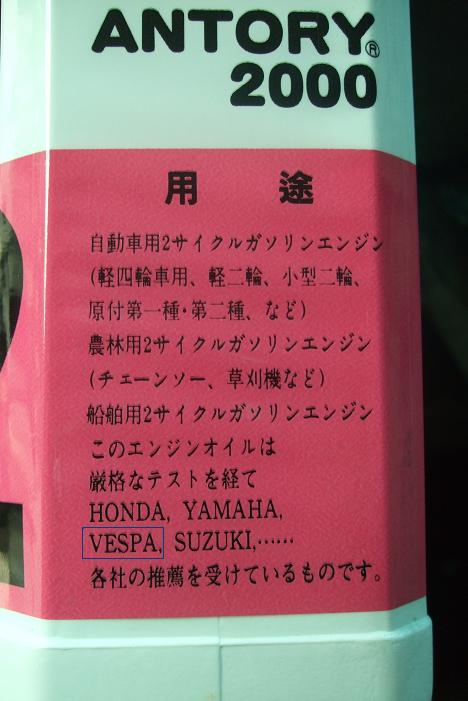 ANTORY®
2000
用 途
自動車用2サイクルガソリンエンジン
(軽四輪車用、軽二輪、小型二輪、
原付第一種・第二種、など)
農林用2サイクルガソリンエンジン
(チェーンソー、草刈機など)
船舶用2サイクルガソリンエンジン
このエンジンオイルは
厳格なテストを経て
HONDA, YAMAHA,
VESPA, SUZUKI,……
各社の推薦を受けているものです。